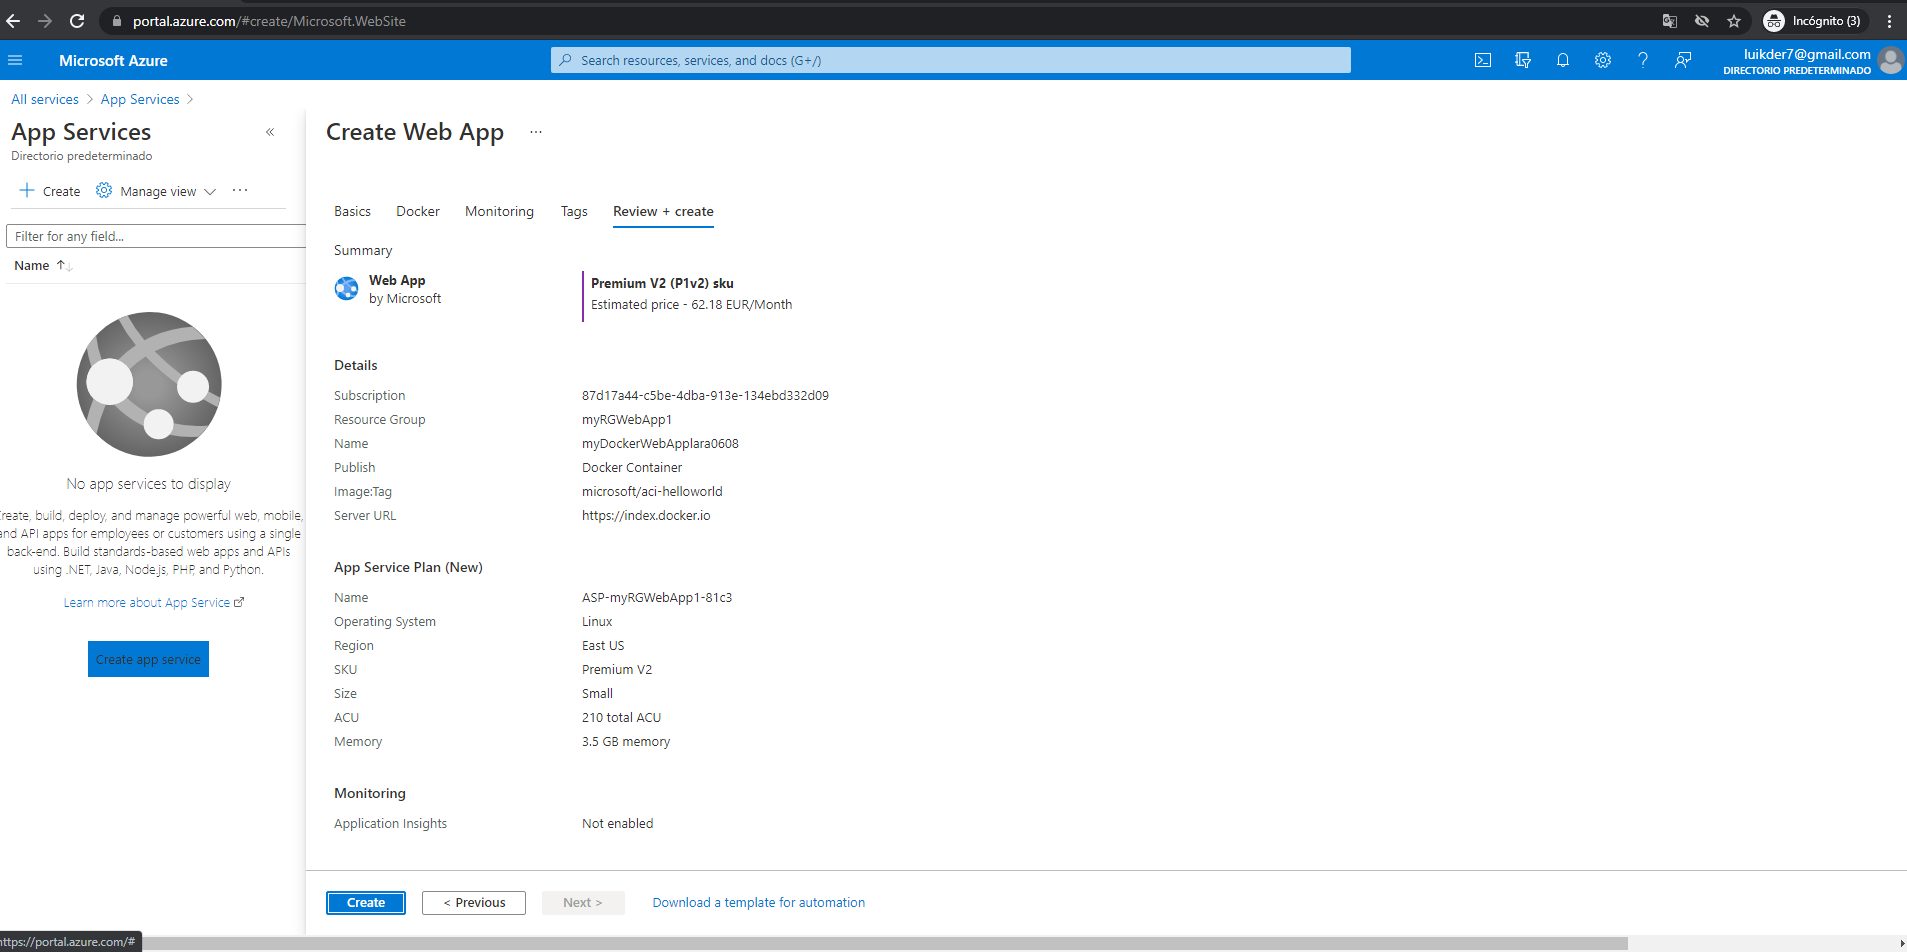 portal.azure.com/#create/Microsoft.WebSite
Incógnito (3)
Microsoft Azure
Search resources, services, and docs (G+/)
luikder7@gmail.com
DIRECTORIO PREDETERMINADO
All services > App Services >
App Services
«
Directorio predeterminado
+ Create
Manage view
...
Filter for any field...
Name ↑↓
No app services to display
reate, build, deploy, and manage powerful web, mobile,
nd API apps for employees or customers using a single
back-end. Build standards-based web apps and APIs
using .NET, Java, Node.js, PHP, and Python.
Learn more about App Service
Create app service
Create Web App
...
Basics
Docker
Monitoring
Tags
Review + create
Summary
Web App
by Microsoft
Premium V2 (P1v2) sku
Estimated price - 62.18 EUR/Month
Details
Subscription 87d17a44-c5be-4dba-913e-134ebd332d09
Resource Group myRGWebApp1
Name myDockerWebApplara0608
Publish Docker Container
Image:Tag microsoft/aci-helloworld
Server URL https://index.docker.io
App Service Plan (New)
Name ASP-myRGWebApp1-81c3
Operating System Linux
Region East US
SKU Premium V2
Size Small
ACU 210 total ACU
Memory 3.5 GB memory
Monitoring
Application Insights Not enabled
Create
< Previous
Next >
Download a template for automation
https://portal.azure.com/#